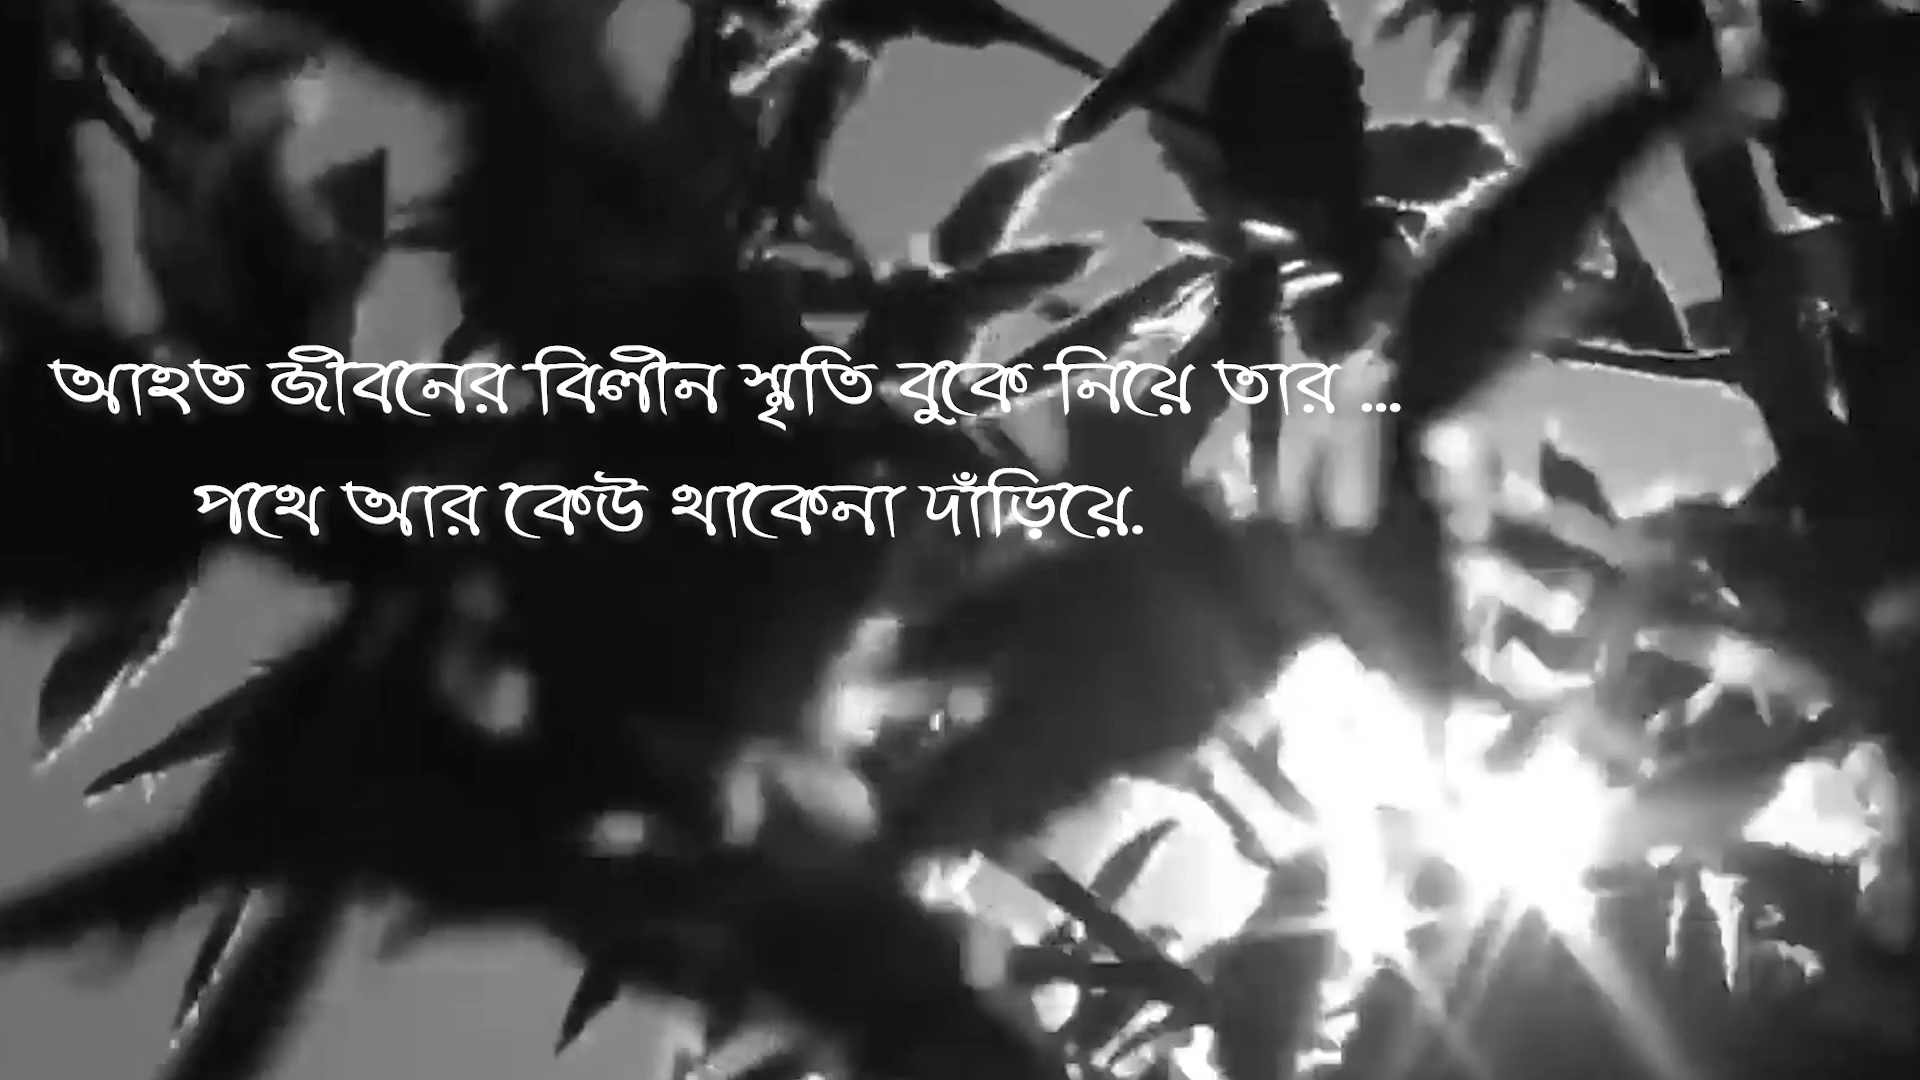 আহত জীবনের বিলীন স্মৃতি বুকে নিয়ে তার ...
পথে আর কেউ থাকেনা দাঁড়িয়ে.